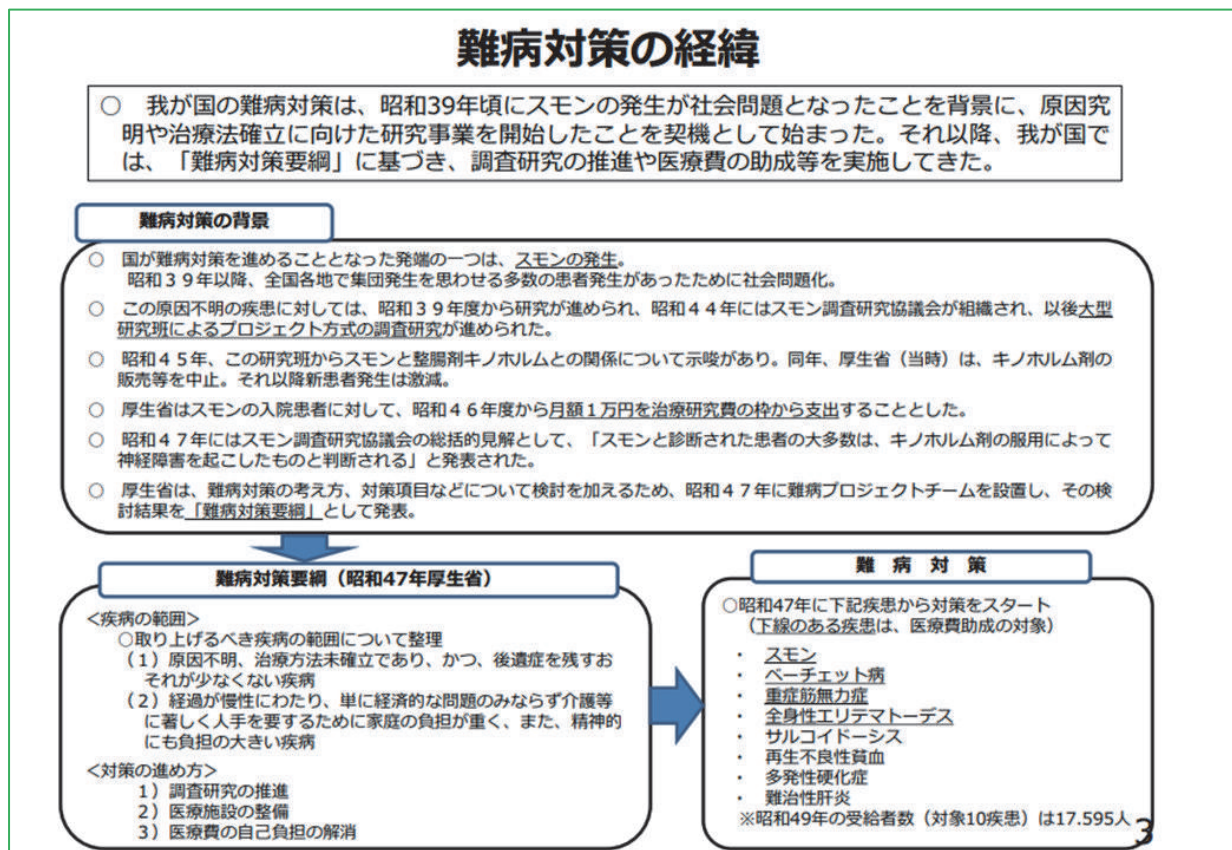 難病対策の経緯
○　我が国の難病対策は、昭和39年頃にスモンの発生が社会問題となったことを背景に、原因究
明や治療法確立に向けた研究事業を開始したことを契機として始まった。それ以降、我が国で
は、「難病対策要綱」に基づき、調査研究の推進や医療費の助成等を実施してきた。
難病対策の背景
○　国が難病対策を進めることとなった発端の一つは、スモンの発生。
昭和３９年以降、全国各地で集団発生を思わせる多数の患者発生があったために社会問題化。
○　この原因不明の疾患に対しては、昭和３９年度から研究が進められ、昭和４４年にはスモン調査研究協議会が組織され、以後大型
研究班によるプロジェクト方式の調査研究が進められた。
○　昭和４５年、この研究班からスモンと整腸剤キノホルムとの関係について示唆があり。同年、厚生省（当時）は、キノホルム剤の
販売等を中止。それ以降新患者発生は激減。
○　厚生省はスモンの入院患者に対して、昭和４６年度から月額１万円を治療研究費の枠から支出することとした。
○　昭和４７年にはスモン調査研究協議会の総括的見解として、「スモンと診断された患者の大多数は、キノホルム剤の服用によって
神経障害を起こしたものと判断される」と発表された。
○　厚生省は、難病対策の考え方、対策項目などについて検討を加えるため、昭和４７年に難病プロジェクトチームを設置し、その検
討結果を「難病対策要綱」として発表。
難病対策要綱（昭和47年厚生省）
＜疾病の範囲＞
○取り上げるべき疾病の範囲について整理
（１）原因不明、治療方法未確立であり、かつ、後遺症を残すお
それが少なくない疾病
（２）経過が慢性にわたり、単に経済的な問題のみならず介護等
に著しく人手を要するために家庭の負担が重く、また、精神的
にも負担の大きい疾病
＜対策の進め方＞
１）調査研究の推進
２）医療施設の整備
３）医療費の自己負担の解消
難　病　対　策
○昭和47年に下記疾患から対策をスタート
（下線のある疾患は、医療費助成の対象）
・　スモン
・　ベーチェット病
・　重症筋無力症
・　全身性エリテマトーデス
・　サルコイドーシス
・　再生不良性貧血
・　多発性硬化症
・　難治性肝炎
※昭和49年の受給者数（対象10疾患）は17.595人
3